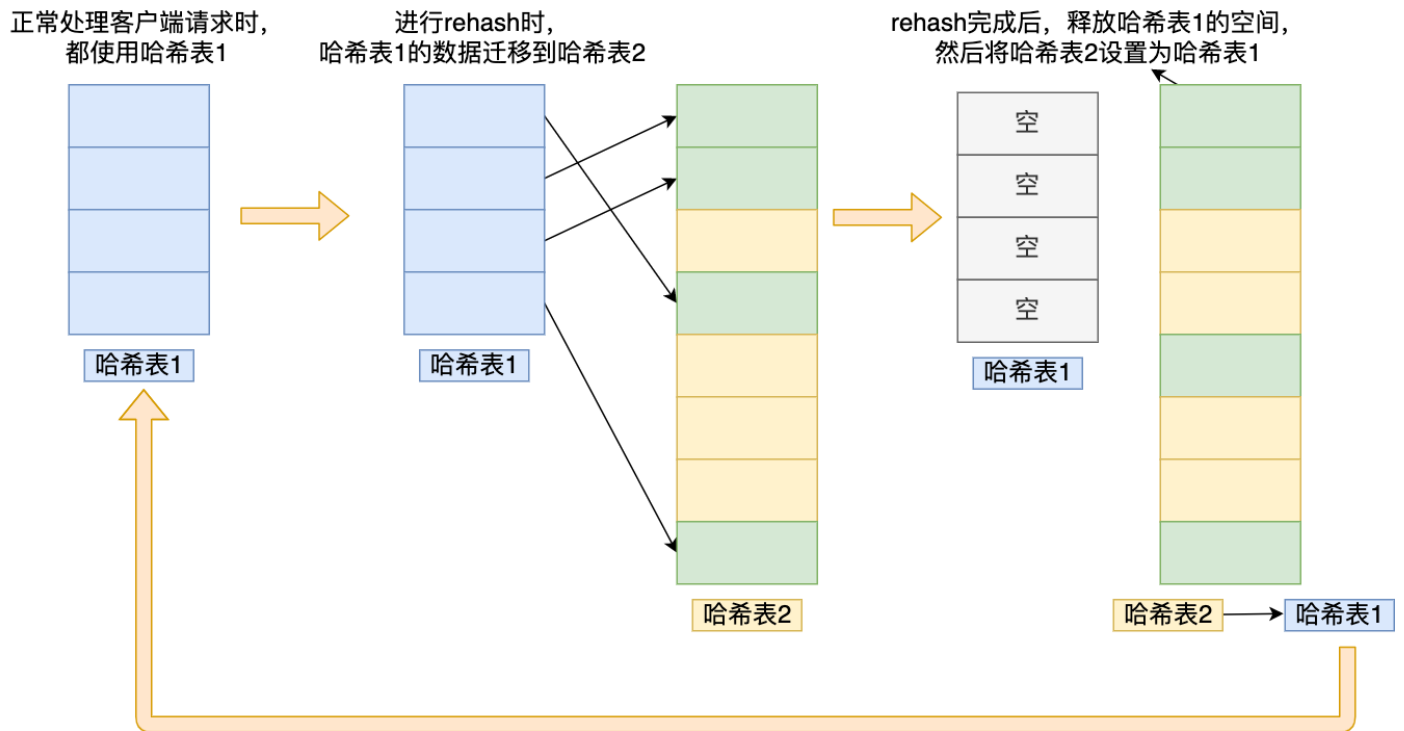 正常处理客户端请求时，
都使用哈希表1
进行rehash时，
哈希表1的数据迁移到哈希表2
rehash完成后，释放哈希表1的空间，
然后将哈希表2设置为哈希表1
空
空
空
空
哈希表1
哈希表1
哈希表1
哈希表2
哈希表2
哈希表1